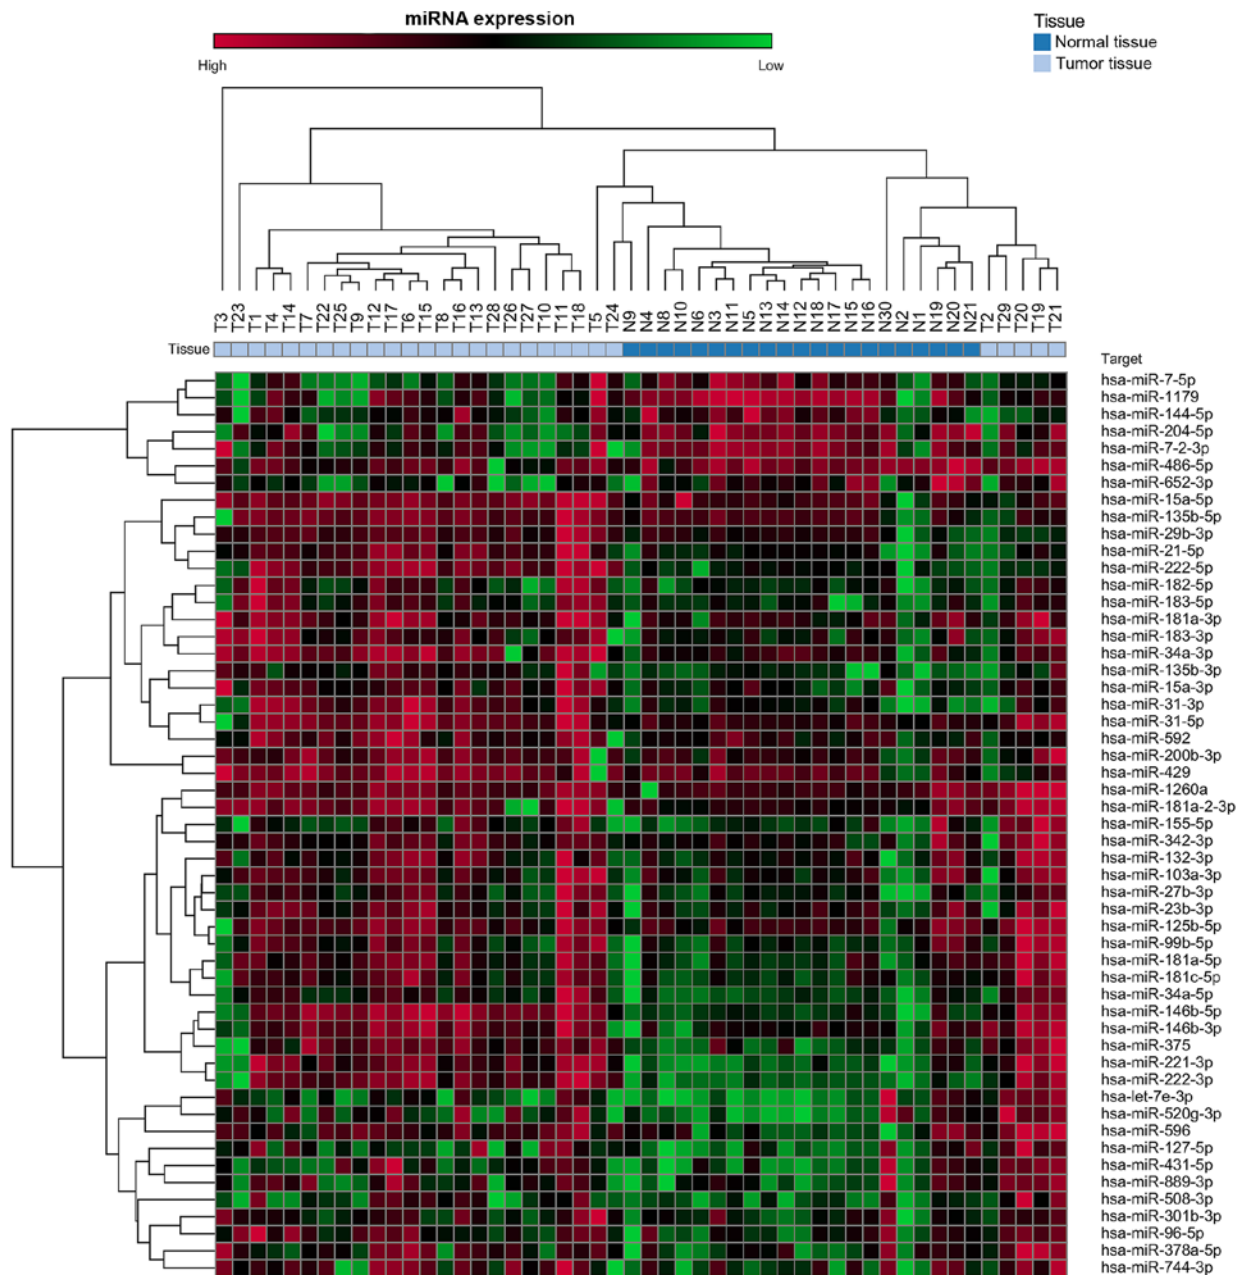 miRNA expression
High Low
Tissue
Normal tissue
Tumor tissue
T3 T23 T1 T4 T14 T7 T22 T25 T9 T12 T17 T6 T15 T8 T16 T13 T28 T26 T27 T10 T11 T18 T5 T24 N9 N4 N8 N10 N6 N3 N11 N5 N13 N14 N12 N18 N17 N15 N16 N30 N2 N1 N19 N20 N21 T2 T29 T20 T19 T21
Tissue
Target
hsa-miR-7-5p
hsa-miR-1179
hsa-miR-144-5p
hsa-miR-204-5p
hsa-miR-7-2-3p
hsa-miR-486-5p
hsa-miR-652-3p
hsa-miR-15a-5p
hsa-miR-135b-5p
hsa-miR-29b-3p
hsa-miR-21-5p
hsa-miR-222-5p
hsa-miR-182-5p
hsa-miR-183-5p
hsa-miR-181a-3p
hsa-miR-183-3p
hsa-miR-34a-3p
hsa-miR-135b-3p
hsa-miR-15a-3p
hsa-miR-31-3p
hsa-miR-31-5p
hsa-miR-592
hsa-miR-200b-3p
hsa-miR-429
hsa-miR-1260a
hsa-miR-181a-2-3p
hsa-miR-155-5p
hsa-miR-342-3p
hsa-miR-132-3p
hsa-miR-103a-3p
hsa-miR-27b-3p
hsa-miR-23b-3p
hsa-miR-125b-5p
hsa-miR-99b-5p
hsa-miR-181a-5p
hsa-miR-181c-5p
hsa-miR-34a-5p
hsa-miR-146b-5p
hsa-miR-146b-3p
hsa-miR-375
hsa-miR-221-3p
hsa-miR-222-3p
hsa-let-7e-3p
hsa-miR-520g-3p
hsa-miR-596
hsa-miR-127-5p
hsa-miR-431-5p
hsa-miR-889-3p
hsa-miR-508-3p
hsa-miR-301b-3p
hsa-miR-96-5p
hsa-miR-378a-5p
hsa-miR-744-3p